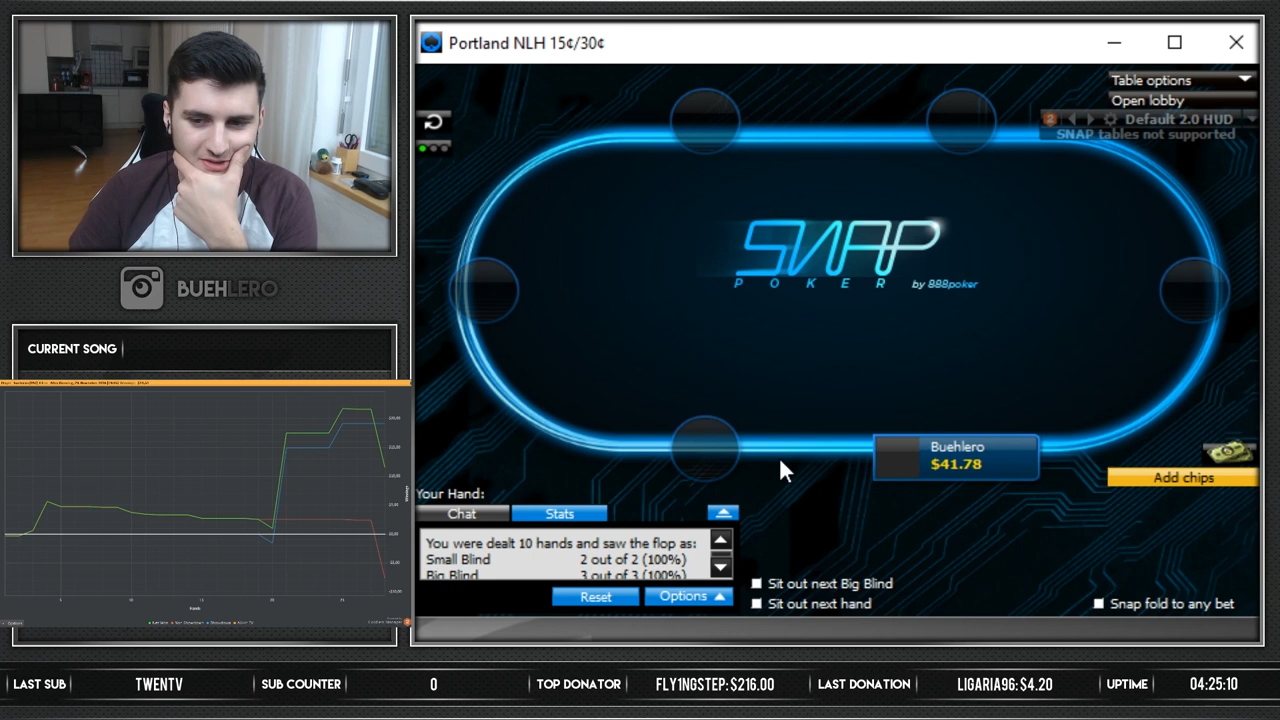 Portland NLH 15¢/30¢
Table options
Open lobby
Default 2.0 HUD
SNAP tables not supported
SNAP
POKER by 888poker
BUEHLERO
CURRENT SONG
Buehlero
$41.78
Add chips
Your Hand:
Chat Stats
You were dealt 10 hands and saw the flop as:
Small Blind 2 out of 2 (100%)
Big Blind 3 out of 3 (100%)
Reset Options
Sit out next Big Blind
Sit out next hand
Snap fold to any bet
Hands
LAST SUB TWENTV SUB COUNTER 0 TOP DONATOR FLY1NGSTEP: $216.00 LAST DONATION LIGARIA96: $4.20 UPTIME 04:25:10